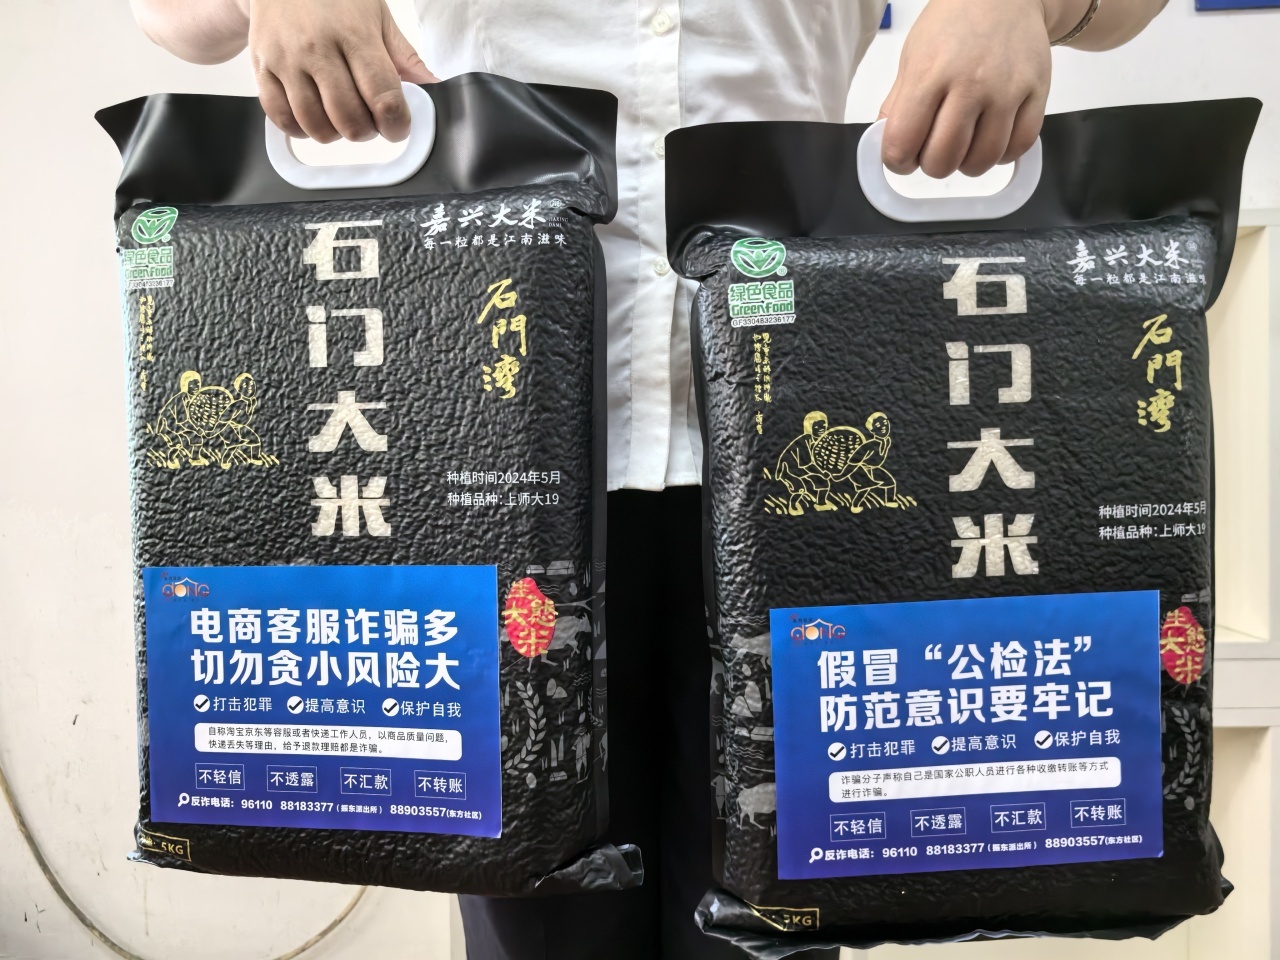 绿色食品
GreenFood
GF330483236177
嘉兴大米
JIAXING
DAMI
每一粒都是江南滋味
石门大米
石門灣
种植时间2024年5月
种植品种:上师大19
生態大米
dONG
电商客服诈骗多
切勿贪小风险大
打击犯罪 提高意识 保护自我
自称淘宝京东等客服或者快递工作人员，以商品质量问题，
快递丢失等理由，给予退款理赔都是诈骗。
不轻信 不透露 不汇款 不转账
反诈电话：96110 88183377(振东派出所) 88903557(东方社区)
5KG
绿色食品
GreenFood
GF330483236177
嘉兴大米
每一粒都是江南滋味
石门大米
石門灣
种植时间2024年5月
种植品种:上师大19
生態大米
dONG
假冒“公检法”
防范意识要牢记
打击犯罪 提高意识 保护自我
诈骗分子声称自己是国家公职人员进行各种收缴转账等方式
进行诈骗。
不轻信 不透露 不汇款 不转账
反诈电话：96110 88183377(振东派出所) 88903557(东方社区)
5KG